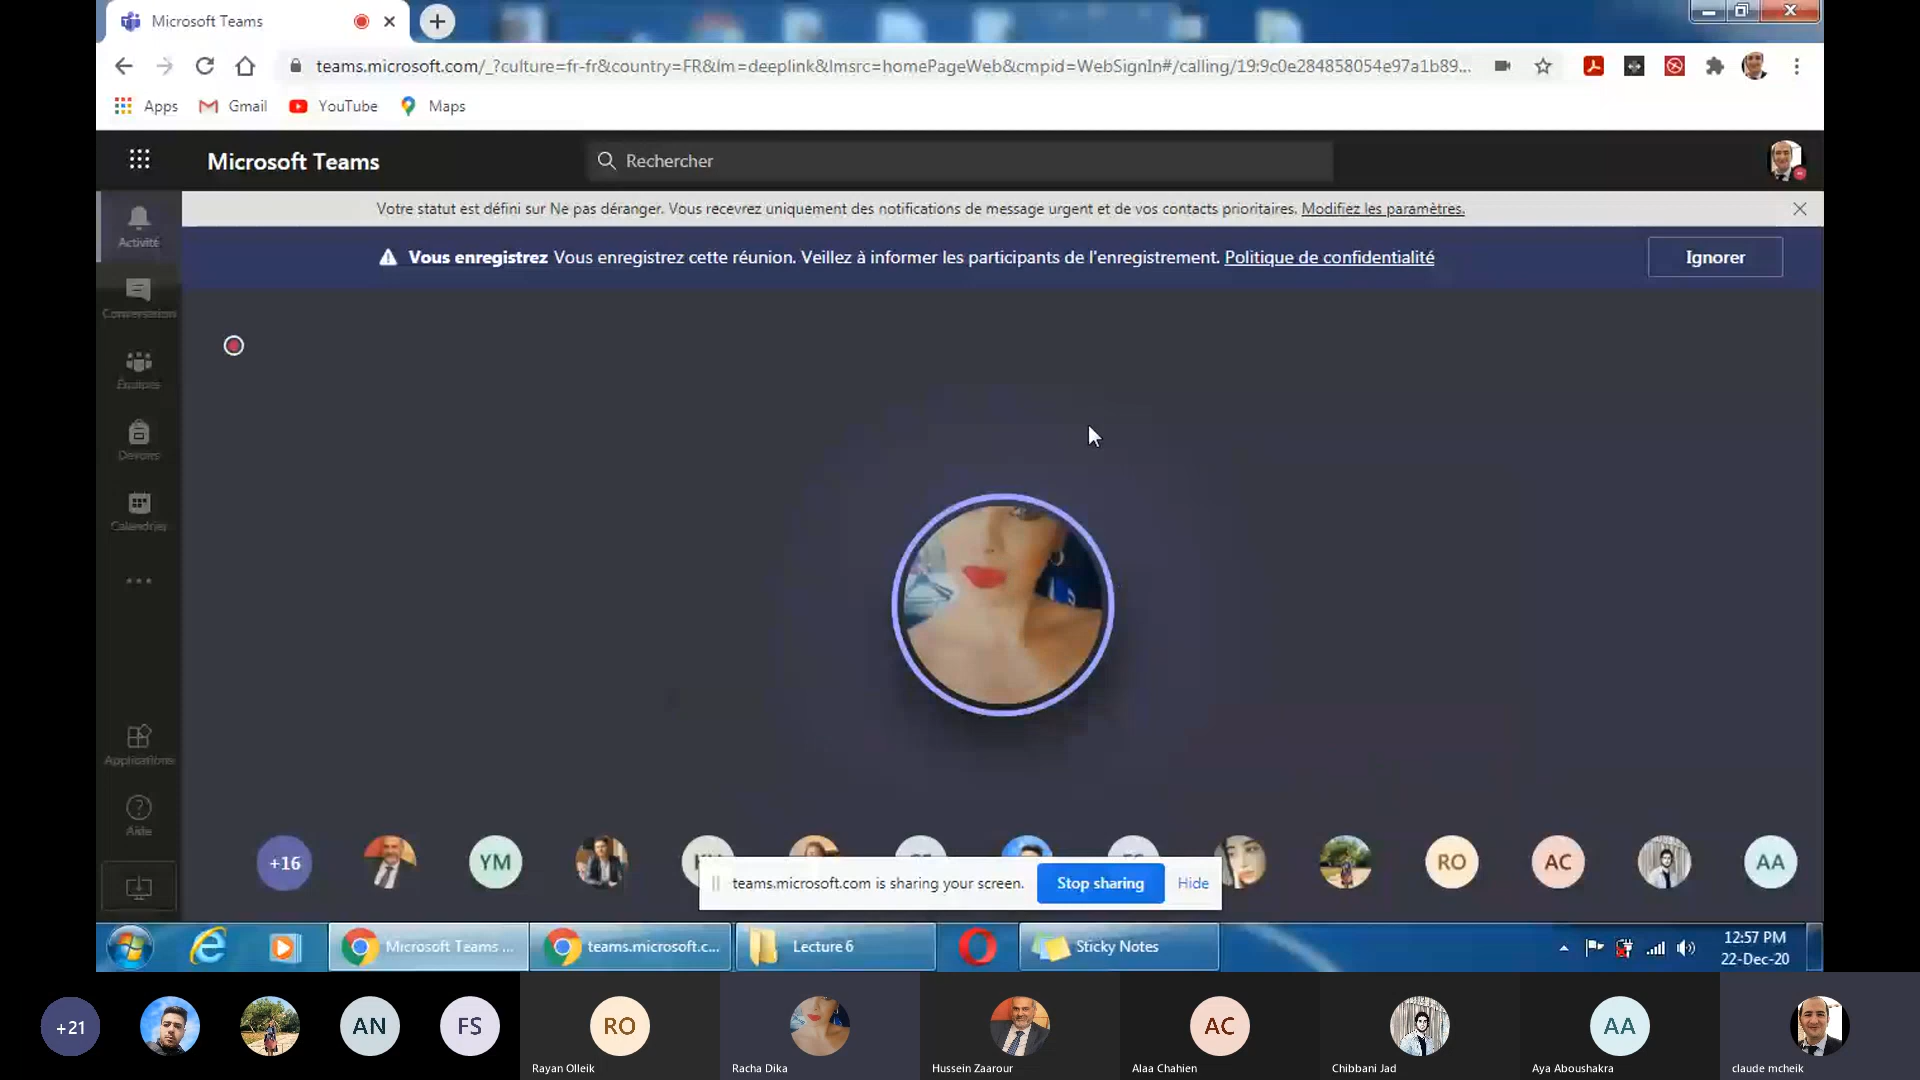 Microsoft Teams
teams.microsoft.com/_?culture=fr-fr&country=FR&lm=deeplink&lmsrc=homePageWeb&cmpid=WebSignIn#/calling/19:9c0e284858054e97a1b89...
Apps Gmail YouTube Maps
Microsoft Teams
Rechercher
Votre statut est défini sur Ne pas déranger. Vous recevrez uniquement des notifications de message urgent et de vos contacts prioritaires. Modifiez les paramètres.
Activité
Vous enregistrez Vous enregistrez cette réunion. Veillez à informer les participants de l'enregistrement. Politique de confidentialité
Ignorer
Conversation
Équipes
Devoirs
Calendrier
Applications
Aide
+16
YM
RO
AC
AA
teams.microsoft.com is sharing your screen.
Stop sharing
Hide
Microsoft Teams ...
teams.microsoft.c...
Lecture 6
Sticky Notes
12:57 PM
22-Dec-20
+21
AN
FS
RO
AC
AA
Rayan Olleik
Racha Dika
Hussein Zaarour
Alaa Chahien
Chibbani Jad
Aya Aboushakra
claude mcheik